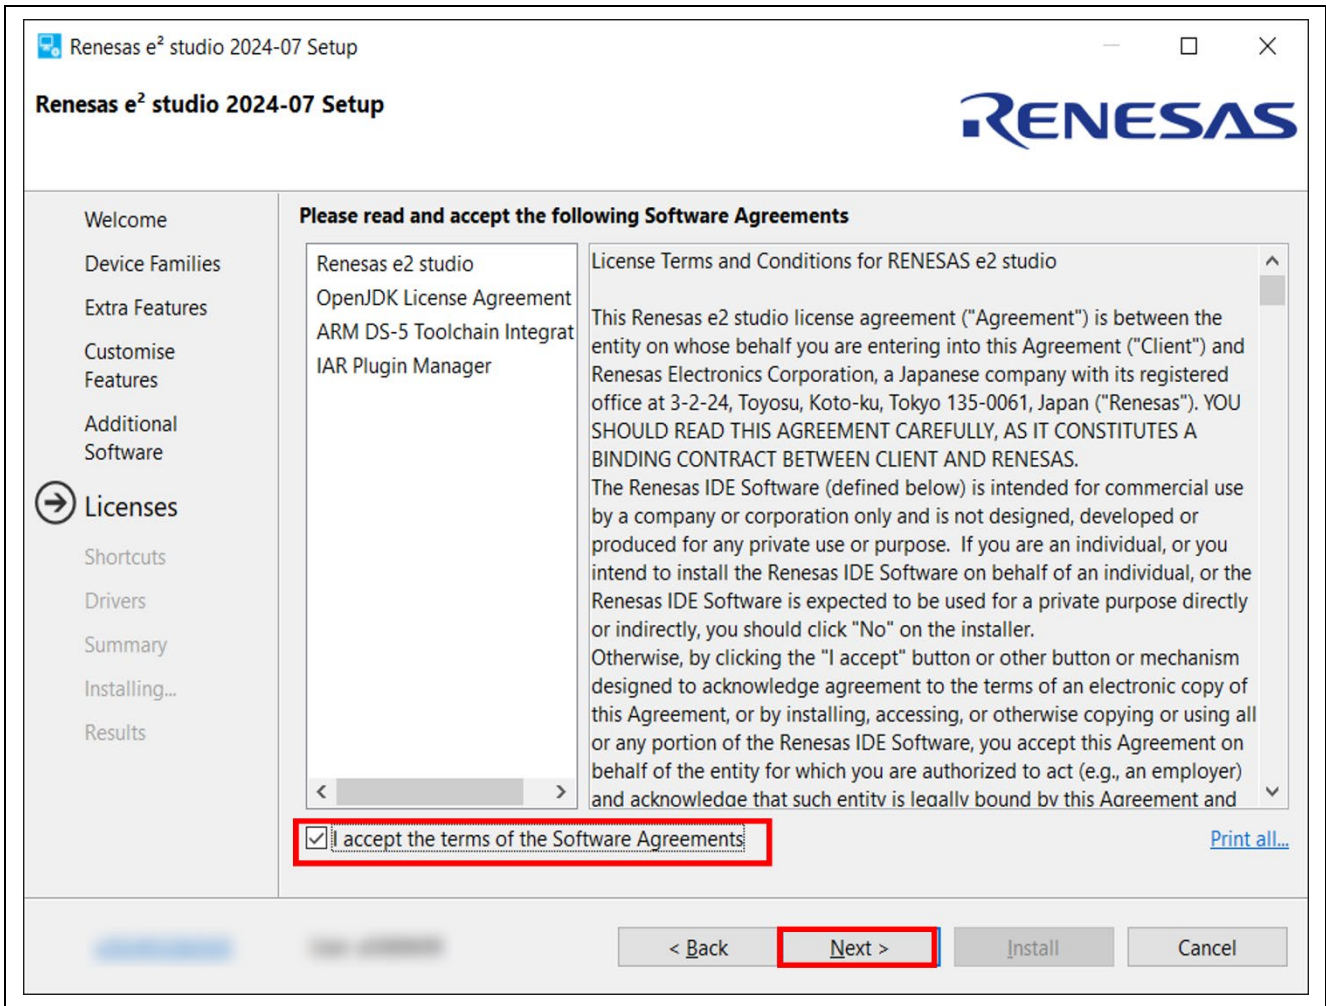 Renesas e² studio 2024-07 Setup
Renesas e² studio 2024-07 Setup
RENESAS
Welcome
Device Families
Extra Features
Customise
Features
Additional
Software
Licenses
Shortcuts
Drivers
Summary
Installing...
Results
Please read and accept the following Software Agreements
Renesas e2 studio
OpenJDK License Agreement
ARM DS-5 Toolchain Integrat
IAR Plugin Manager
License Terms and Conditions for RENESAS e2 studio
This Renesas e2 studio license agreement ("Agreement") is between the
entity on whose behalf you are entering into this Agreement ("Client") and
Renesas Electronics Corporation, a Japanese company with its registered
office at 3-2-24, Toyosu, Koto-ku, Tokyo 135-0061, Japan ("Renesas"). YOU
SHOULD READ THIS AGREEMENT CAREFULLY, AS IT CONSTITUTES A
BINDING CONTRACT BETWEEN CLIENT AND RENESAS.
The Renesas IDE Software (defined below) is intended for commercial use
by a company or corporation only and is not designed, developed or
produced for any private use or purpose.  If you are an individual, or you
intend to install the Renesas IDE Software on behalf of an individual, or the
Renesas IDE Software is expected to be used for a private purpose directly
or indirectly, you should click "No" on the installer.
Otherwise, by clicking the "I accept" button or other button or mechanism
designed to acknowledge agreement to the terms of an electronic copy of
this Agreement, or by installing, accessing, or otherwise copying or using all
or any portion of the Renesas IDE Software, you accept this Agreement on
behalf of the entity for which you are authorized to act (e.g., an employer)
and acknowledge that such entity is legally bound by this Agreement and
I accept the terms of the Software Agreements
Print all...
< Back
Next >
Install
Cancel